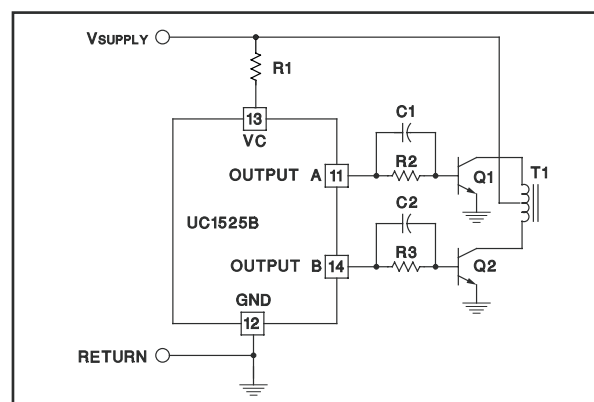 VSUPPLY
R1
13
VC
C1
OUTPUT A 11
R2
Q1
T1
UC1525B
C2
OUTPUT B 14
R3
Q2
GND
12
RETURN